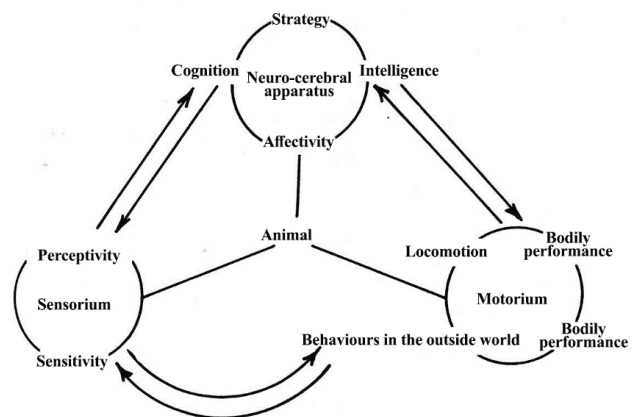 Strategy
Cognition
Intelligence
Neuro-cerebral
apparatus
Affectivity
Animal
Perceptivity
Sensorium
Sensitivity
Locomotion
Bodily
performance
Motorium
Behaviours in the outside world
Bodily
performance